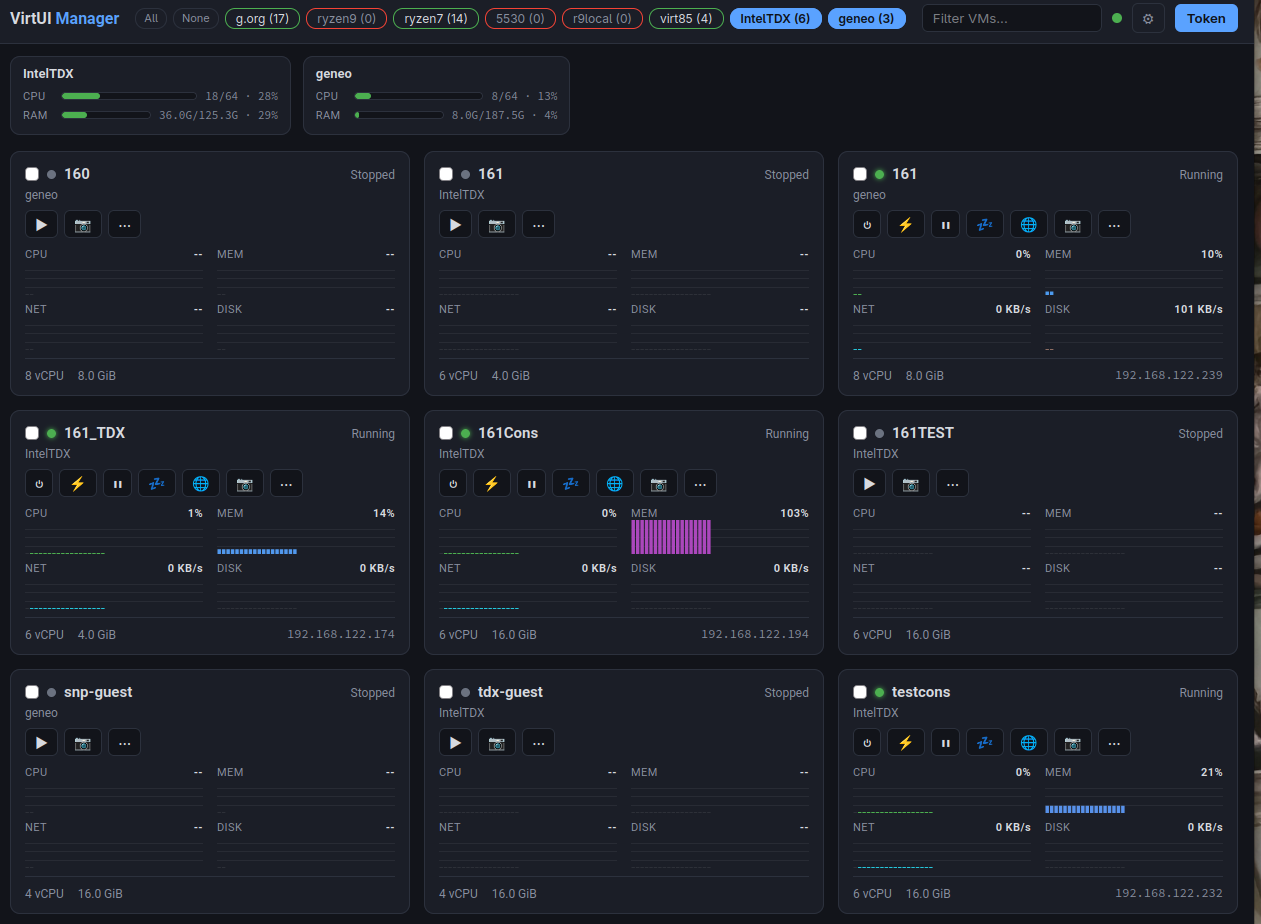 VirtUI Manager All None g.org (17) ryzen9 (0) ryzen7 (14) 5530 (0) r9local (0) virt85 (4) IntelTDX (6) geneo (3) Filter VMs... Token
IntelTDX
CPU 18/64 · 28%
RAM 36.0G/125.3G · 29%
geneo
CPU 8/64 · 13%
RAM 8.0G/187.5G · 4%
160 Stopped
geneo
...
CPU -- MEM --
NET -- DISK --
8 vCPU 8.0 GiB
161 Stopped
IntelTDX
...
CPU -- MEM --
NET -- DISK --
6 vCPU 4.0 GiB
161 Running
geneo
...
CPU 0% MEM 10%
NET 0 KB/s DISK 101 KB/s
8 vCPU 8.0 GiB 192.168.122.239
161_TDX Running
IntelTDX
...
CPU 1% MEM 14%
NET 0 KB/s DISK 0 KB/s
6 vCPU 4.0 GiB 192.168.122.174
161Cons Running
IntelTDX
...
CPU 0% MEM 103%
NET 0 KB/s DISK 0 KB/s
6 vCPU 16.0 GiB 192.168.122.194
161TEST Stopped
IntelTDX
...
CPU -- MEM --
NET -- DISK --
6 vCPU 16.0 GiB
snp-guest Stopped
geneo
...
CPU -- MEM --
NET -- DISK --
4 vCPU 16.0 GiB
tdx-guest Stopped
IntelTDX
...
CPU -- MEM --
NET -- DISK --
4 vCPU 16.0 GiB
testcons Running
IntelTDX
...
CPU 0% MEM 21%
NET 0 KB/s DISK 0 KB/s
6 vCPU 16.0 GiB 192.168.122.232